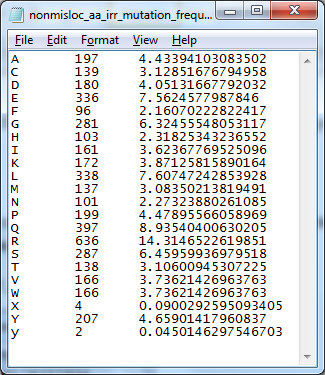 nonmisloc_aa_irr_mutation_frequ...
File Edit Format View Help
A 197 4.43394103083502
C 139 3.12851676794958
D 180 4.05131667792032
E 336 7.5624577987846
F 96 2.16070222822417
G 281 6.32455548053117
H 103 2.31825343236552
I 161 3.62367769525096
K 172 3.87125815890164
L 338 7.60747242853928
M 137 3.08350213819491
N 101 2.27323880261085
P 199 4.47895566058969
Q 397 8.93540400630205
R 636 14.3146522619851
S 287 6.45959936979518
T 138 3.10600945307225
V 166 3.73621426963763
W 166 3.73621426963763
X 4 0.0900292595093405
Y 207 4.65901417960837
y 2 0.0450146297546703